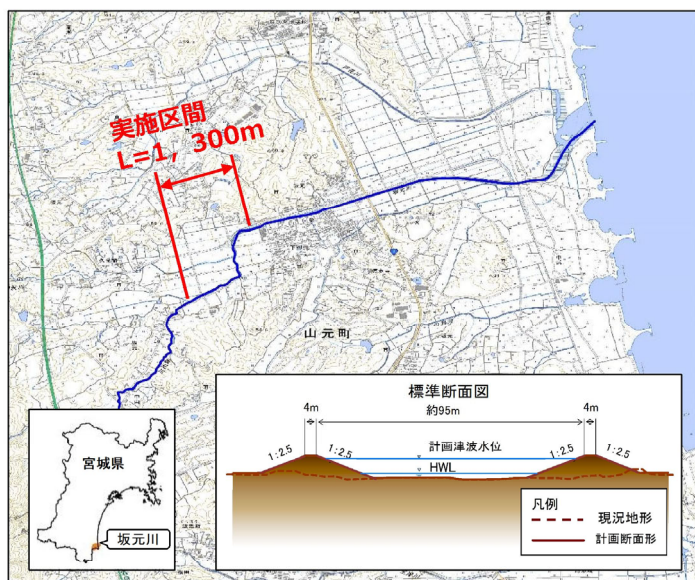 実施区間
L=1，300m
山元町
宮城県
坂元川
標準断面図
4m
約95m
4m
1:2.5
1:2.5
計画津波水位
HWL
1:2.5
1:2.5
凡例
現況地形
計画断面形